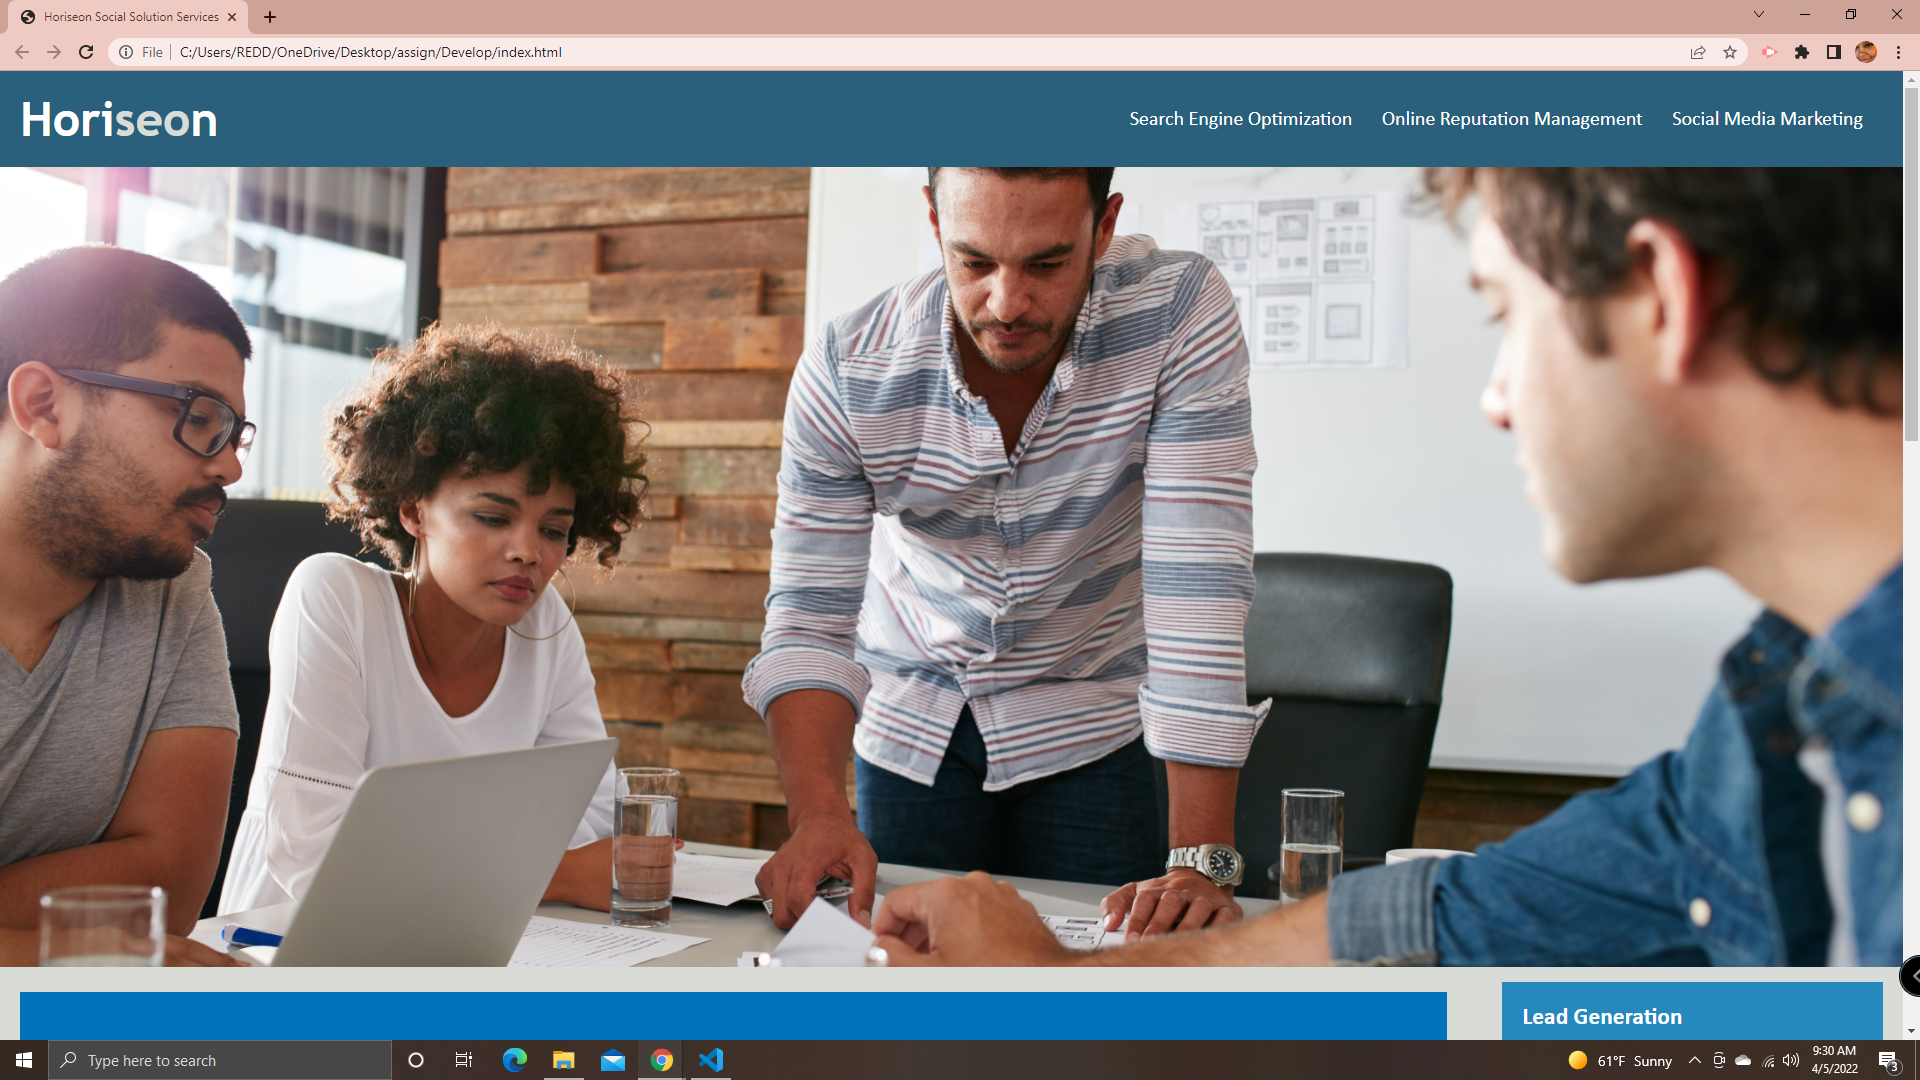 Horiseon Social Solution Services
File
C:/Users/REDD/OneDrive/Desktop/assign/Develop/index.html
Horiseon
Search Engine Optimization
Online Reputation Management
Social Media Marketing
Lead Generation
Type here to search
61°F Sunny
9:30 AM
4/5/2022
3